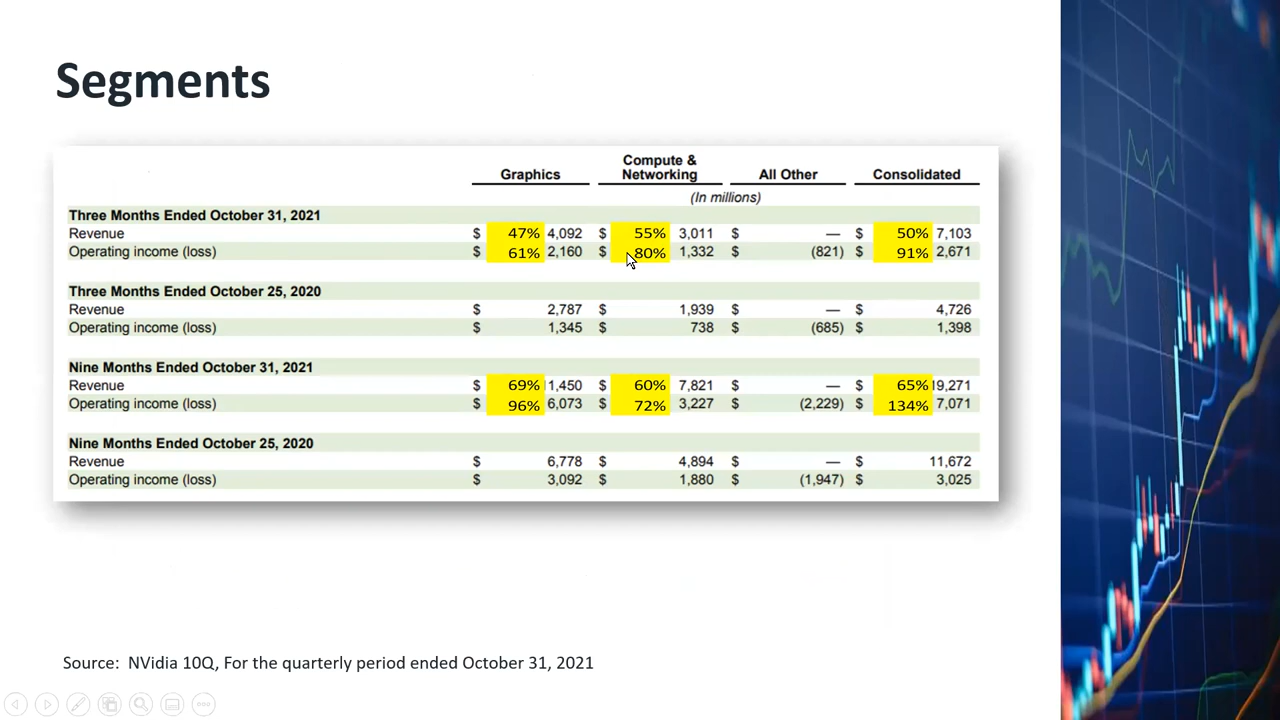 Segments
Graphics Compute & Networking All Other Consolidated
(In millions)
Three Months Ended October 31, 2021
Revenue $ 47% 4,092 $ 55% 3,011 $ — $ 50% 7,103
Operating income (loss) $ 61% 2,160 $ 80% 1,332 $ (821) $ 91% 2,671
Three Months Ended October 25, 2020
Revenue $ 2,787 $ 1,939 $ — $ 4,726
Operating income (loss) $ 1,345 $ 738 $ (685) $ 1,398
Nine Months Ended October 31, 2021
Revenue $ 69% 1,450 $ 60% 7,821 $ — $ 65% 9,271
Operating income (loss) $ 96% 6,073 $ 72% 3,227 $ (2,229) $ 134% 7,071
Nine Months Ended October 25, 2020
Revenue $ 6,778 $ 4,894 $ — $ 11,672
Operating income (loss) $ 3,092 $ 1,880 $ (1,947) $ 3,025
Source: NVidia 10Q, For the quarterly period ended October 31, 2021